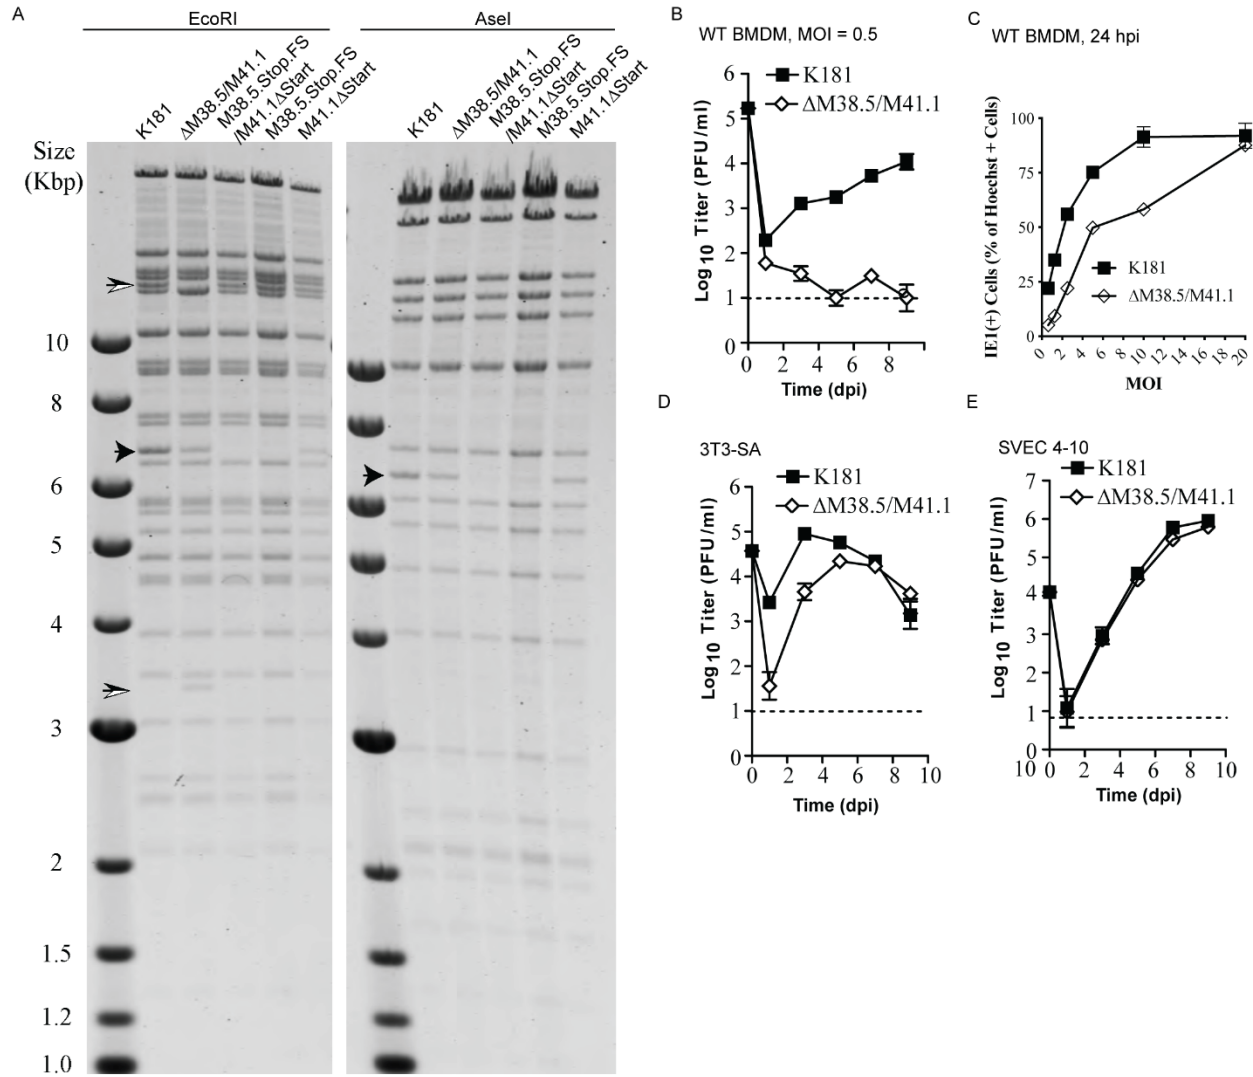 A
EcoRI
AseI
K181
ΔM38.5/M41.1
M38.5.Stop.FS
/M41.1ΔStart
M38.5.Stop.FS
M41.1ΔStart
K181
ΔM38.5/M41.1
M38.5.Stop.FS
/M41.1ΔStart
M38.5.Stop.FS
M41.1ΔStart
Size
(Kbp)
10
8
6
5
4
3
2
1.5
1.2
1.0
B
WT BMDM, MOI = 0.5
K181
ΔM38.5/M41.1
Log10 Titer (PFU/ml)
6
5
4
3
2
1
0
0 2 4 6 8
Time (dpi)
C
WT BMDM, 24 hpi
IE1(+) Cells (% of Hoechst + Cells)
100
75
50
25
0
K181
ΔM38.5/M41.1
0 2 4 6 8 10 12 14 16 18 20
MOI
D
3T3-SA
K181
ΔM38.5/M41.1
Log10 Titer (PFU/ml)
6
5
4
3
2
1
0
0 2 4 6 8 10
Time (dpi)
E
SVEC 4-10
K181
ΔM38.5/M41.1
Log10 Titer (PFU/ml)
7
6
5
4
3
2
1
0
10 0 2 4 6 8 10
Time (dpi)